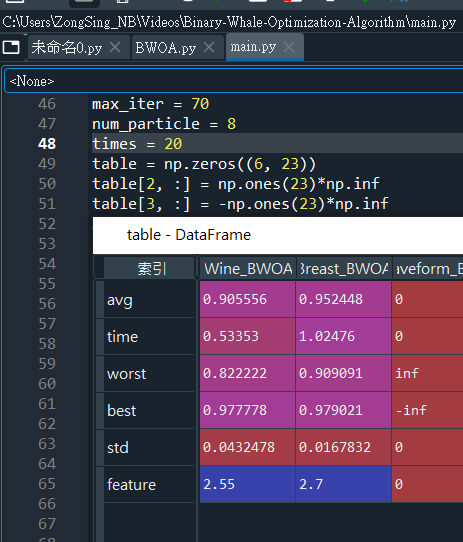 C:\Users\ZongSing_NB\Videos\Binary-Whale-Optimization-Algorithm\main.py
未命名0.py BWOA.py main.py
<None>
46 max_iter = 70
47 num_particle = 8
48 times = 20
49 table = np.zeros((6, 23))
50 table[2, :] = np.ones(23)*np.inf
51 table[3, :] = -np.ones(23)*np.inf
52
53 table - DataFrame
54
55 索引 Wine_BWOA Breast_BWOA aveform_B
56 avg 0.905556 0.952448 0
57
58 time 0.53353 1.02476 0
59
60 worst 0.822222 0.909091 inf
61 best 0.977778 0.979021 -inf
62
63 std 0.0432478 0.0167832 0
64
65 feature 2.55 2.7 0
66
67
68